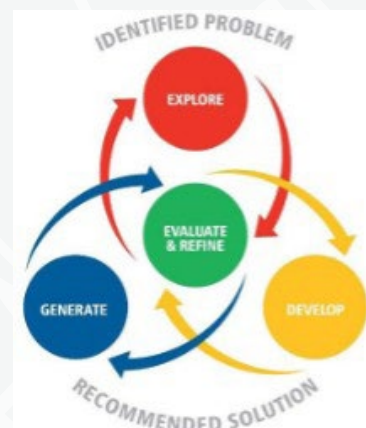 IDENTIFIED PROBLEM
EXPLORE
EVALUATE
& REFINE
GENERATE
DEVELOP
RECOMMENDED SOLUTION